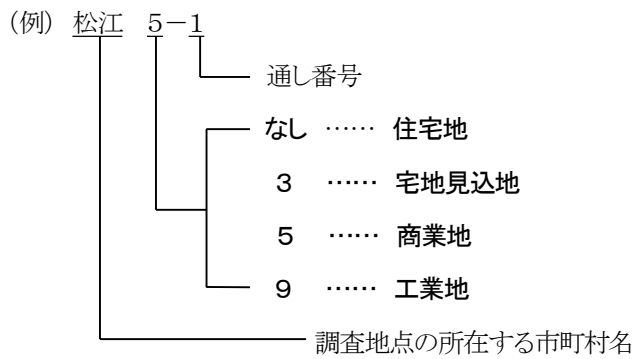 (例) 松江 5－1
通し番号
なし …… 住宅地
3 …… 宅地見込地
5 …… 商業地
9 …… 工業地
調査地点の所在する市町村名